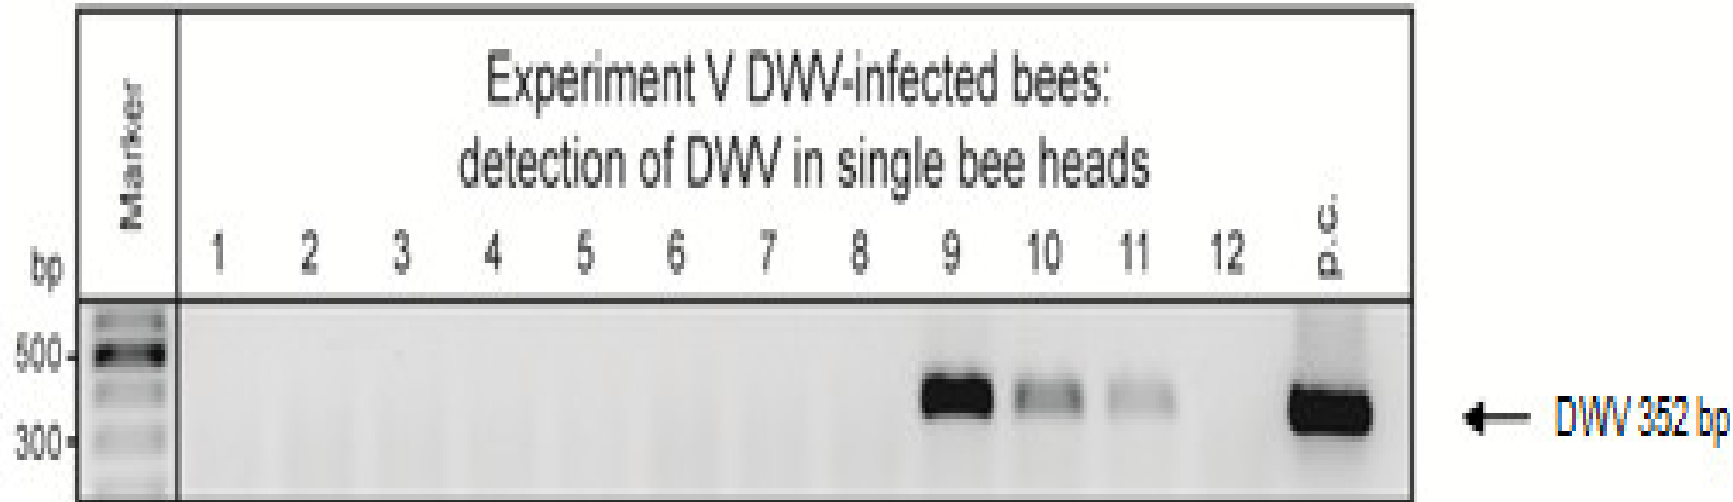 Marker
Experiment V DWV-infected bees:
detection of DWV in single bee heads
bp 1 2 3 4 5 6 7 8 9 10 11 12 p.c.
500
300
DWV 352 bp